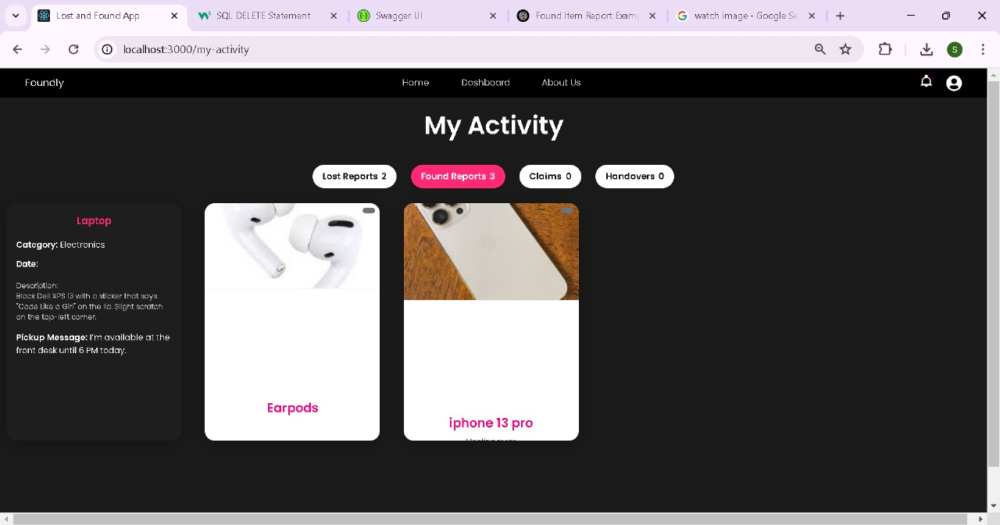 Lost and Found App
SQL DELETE Statement
Swagger UI
Found Item Report Exam
watch image - Google Se
localhost:3000/my-activity
S
Foundly
Home
Dashboard
About Us
My Activity
Lost Reports 2
Found Reports 3
Claims 0
Handovers 0
Laptop
Category: Electronics
Date:
Description:
Black Dell XPS 13 with a sticker that says
"Code Like a Girl" on the lid. Slight scratch
on the top-left corner.
Pickup Message: I'm available at the
front desk until 6 PM today.
Earpods
iphone 13 pro